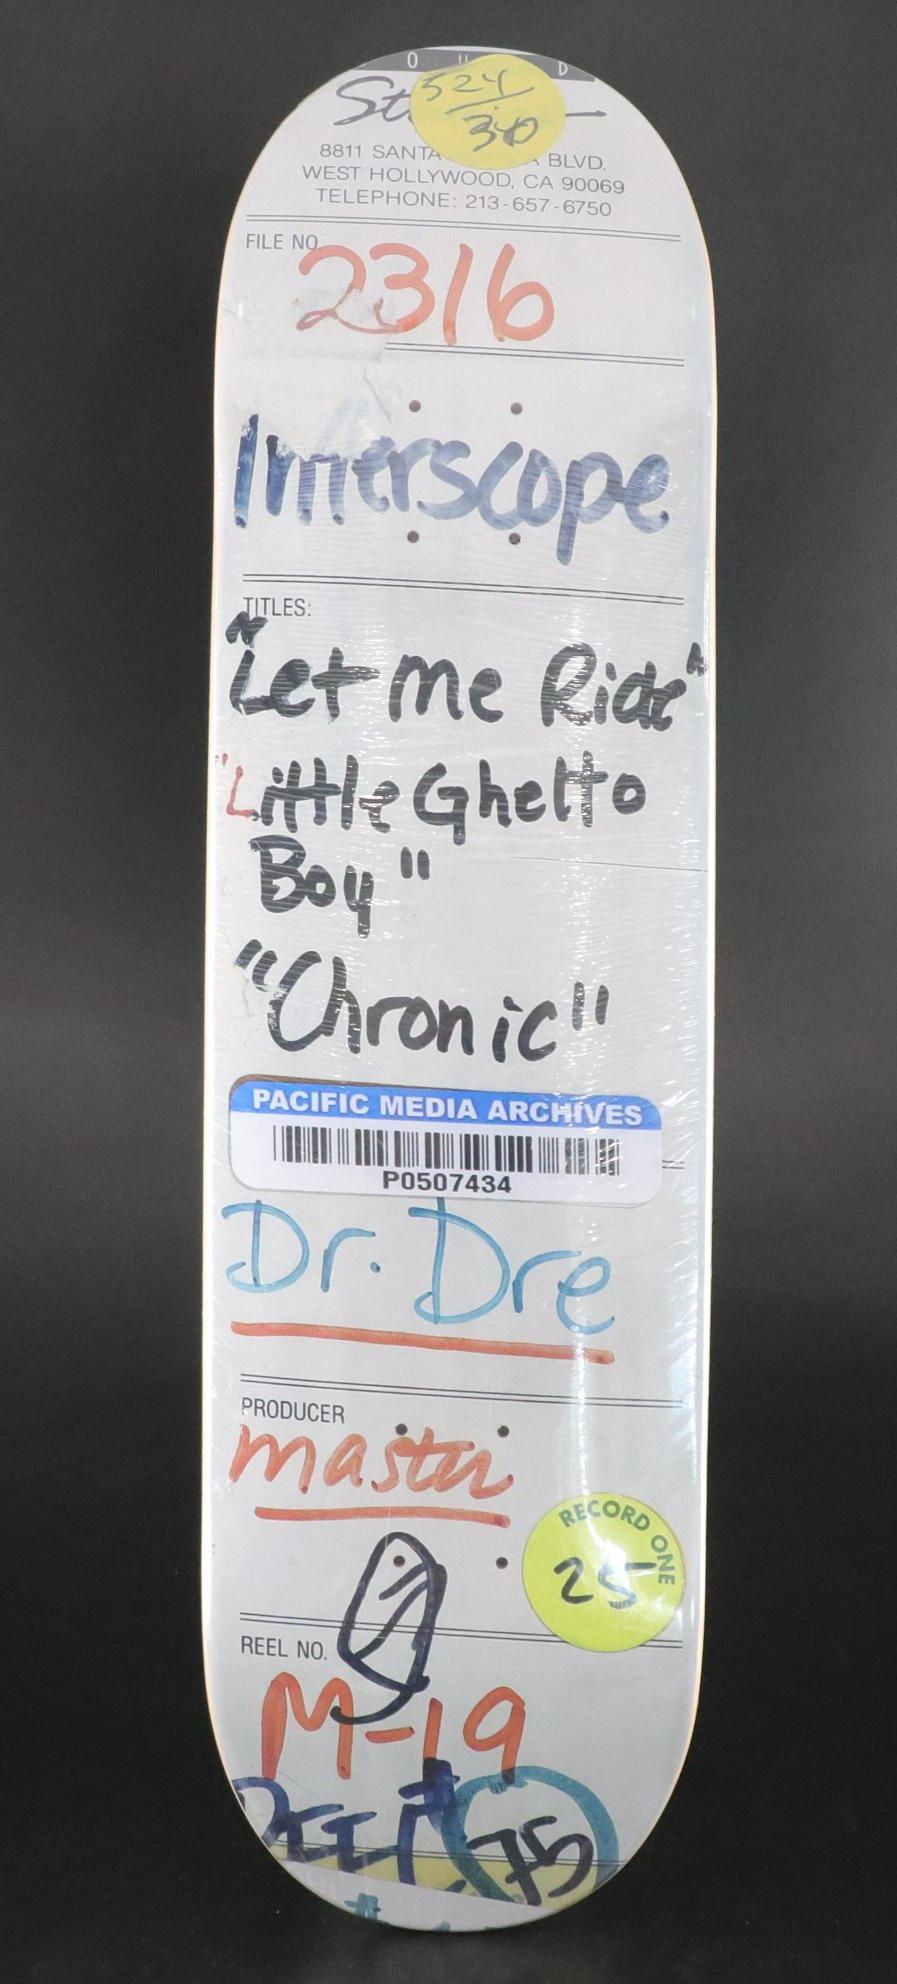 O U D
524/30
8811 SANTA A BLVD.
WEST HOLLYWOOD, CA 90069
TELEPHONE: 213-657-6750
FILE NO.
2316
Interscope
TITLES:
"Let me Ride"
"Little Ghetto
Boy"
"Chronic"
PACIFIC MEDIA ARCHIVES
P0507434
Dr. Dre
PRODUCER
master
RECORD ONE
25
REEL NO.
M-19
75